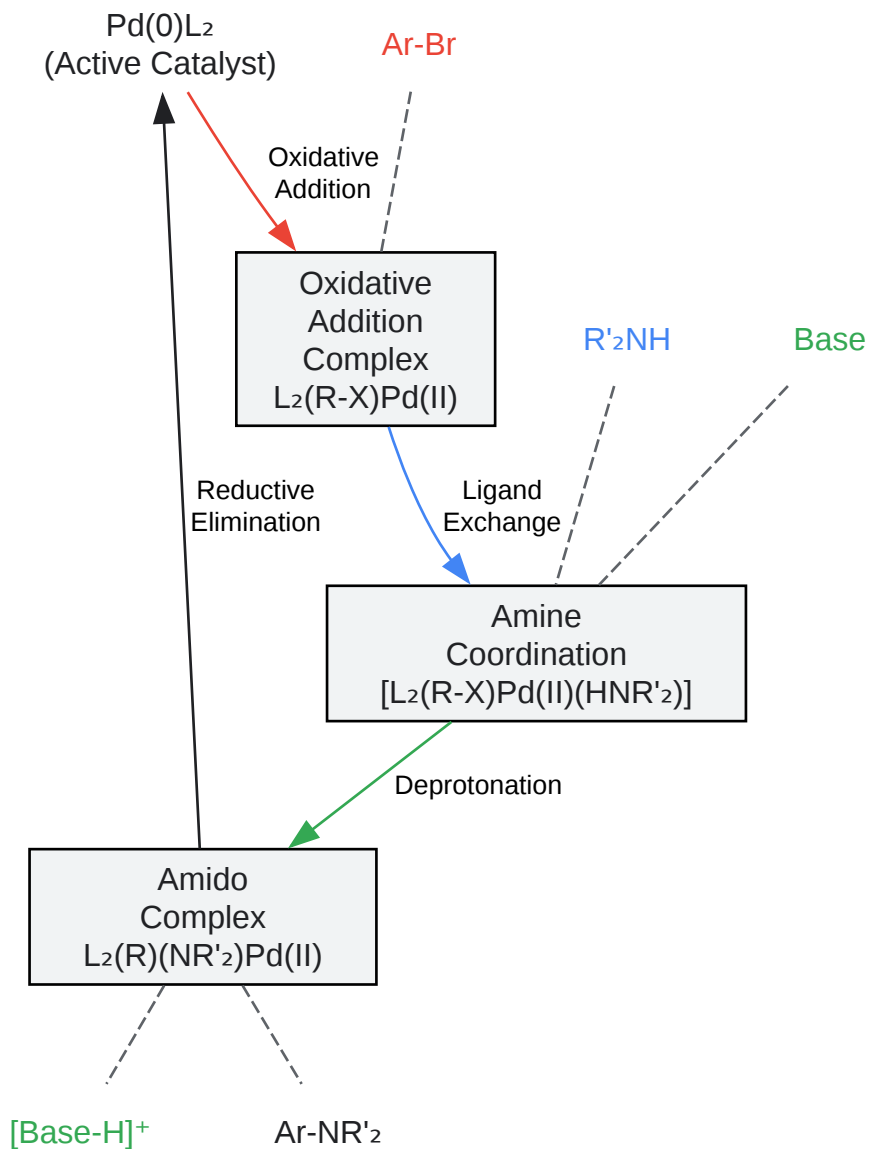 Pd(0)L₂
(Active Catalyst)
Ar-Br
Oxidative
Addition
Oxidative
Addition
Complex
L₂(R-X)Pd(II)
R'₂NH
Base
Reductive
Elimination
Ligand
Exchange
Amine
Coordination
[L₂(R-X)Pd(II)(HNR'₂)]
Deprotonation
Amido
Complex
L₂(R)(NR'₂)Pd(II)
[Base-H]⁺
Ar-NR'₂